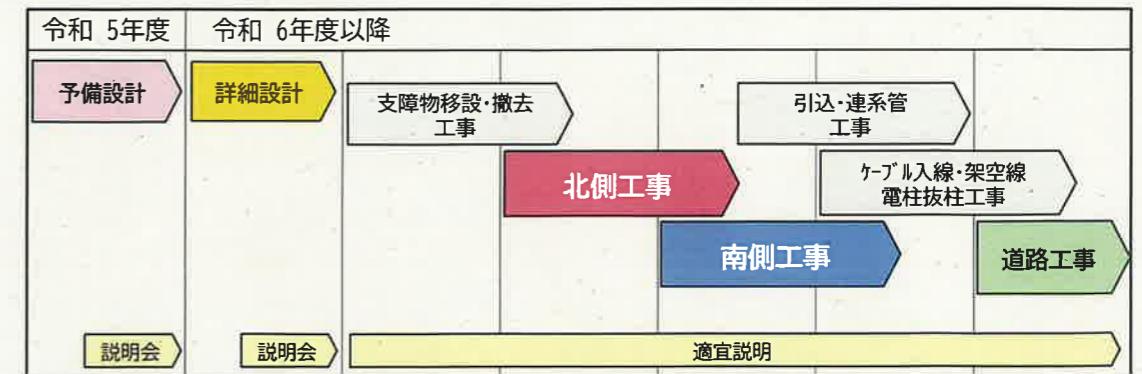 令和 5年度
令和 6年度以降
予備設計
詳細設計
支障物移設・撤去
工事
引込・連系管
工事
北側工事
ケーブル入線・架空線
電柱抜柱工事
南側工事
道路工事
説明会
説明会
適宜説明